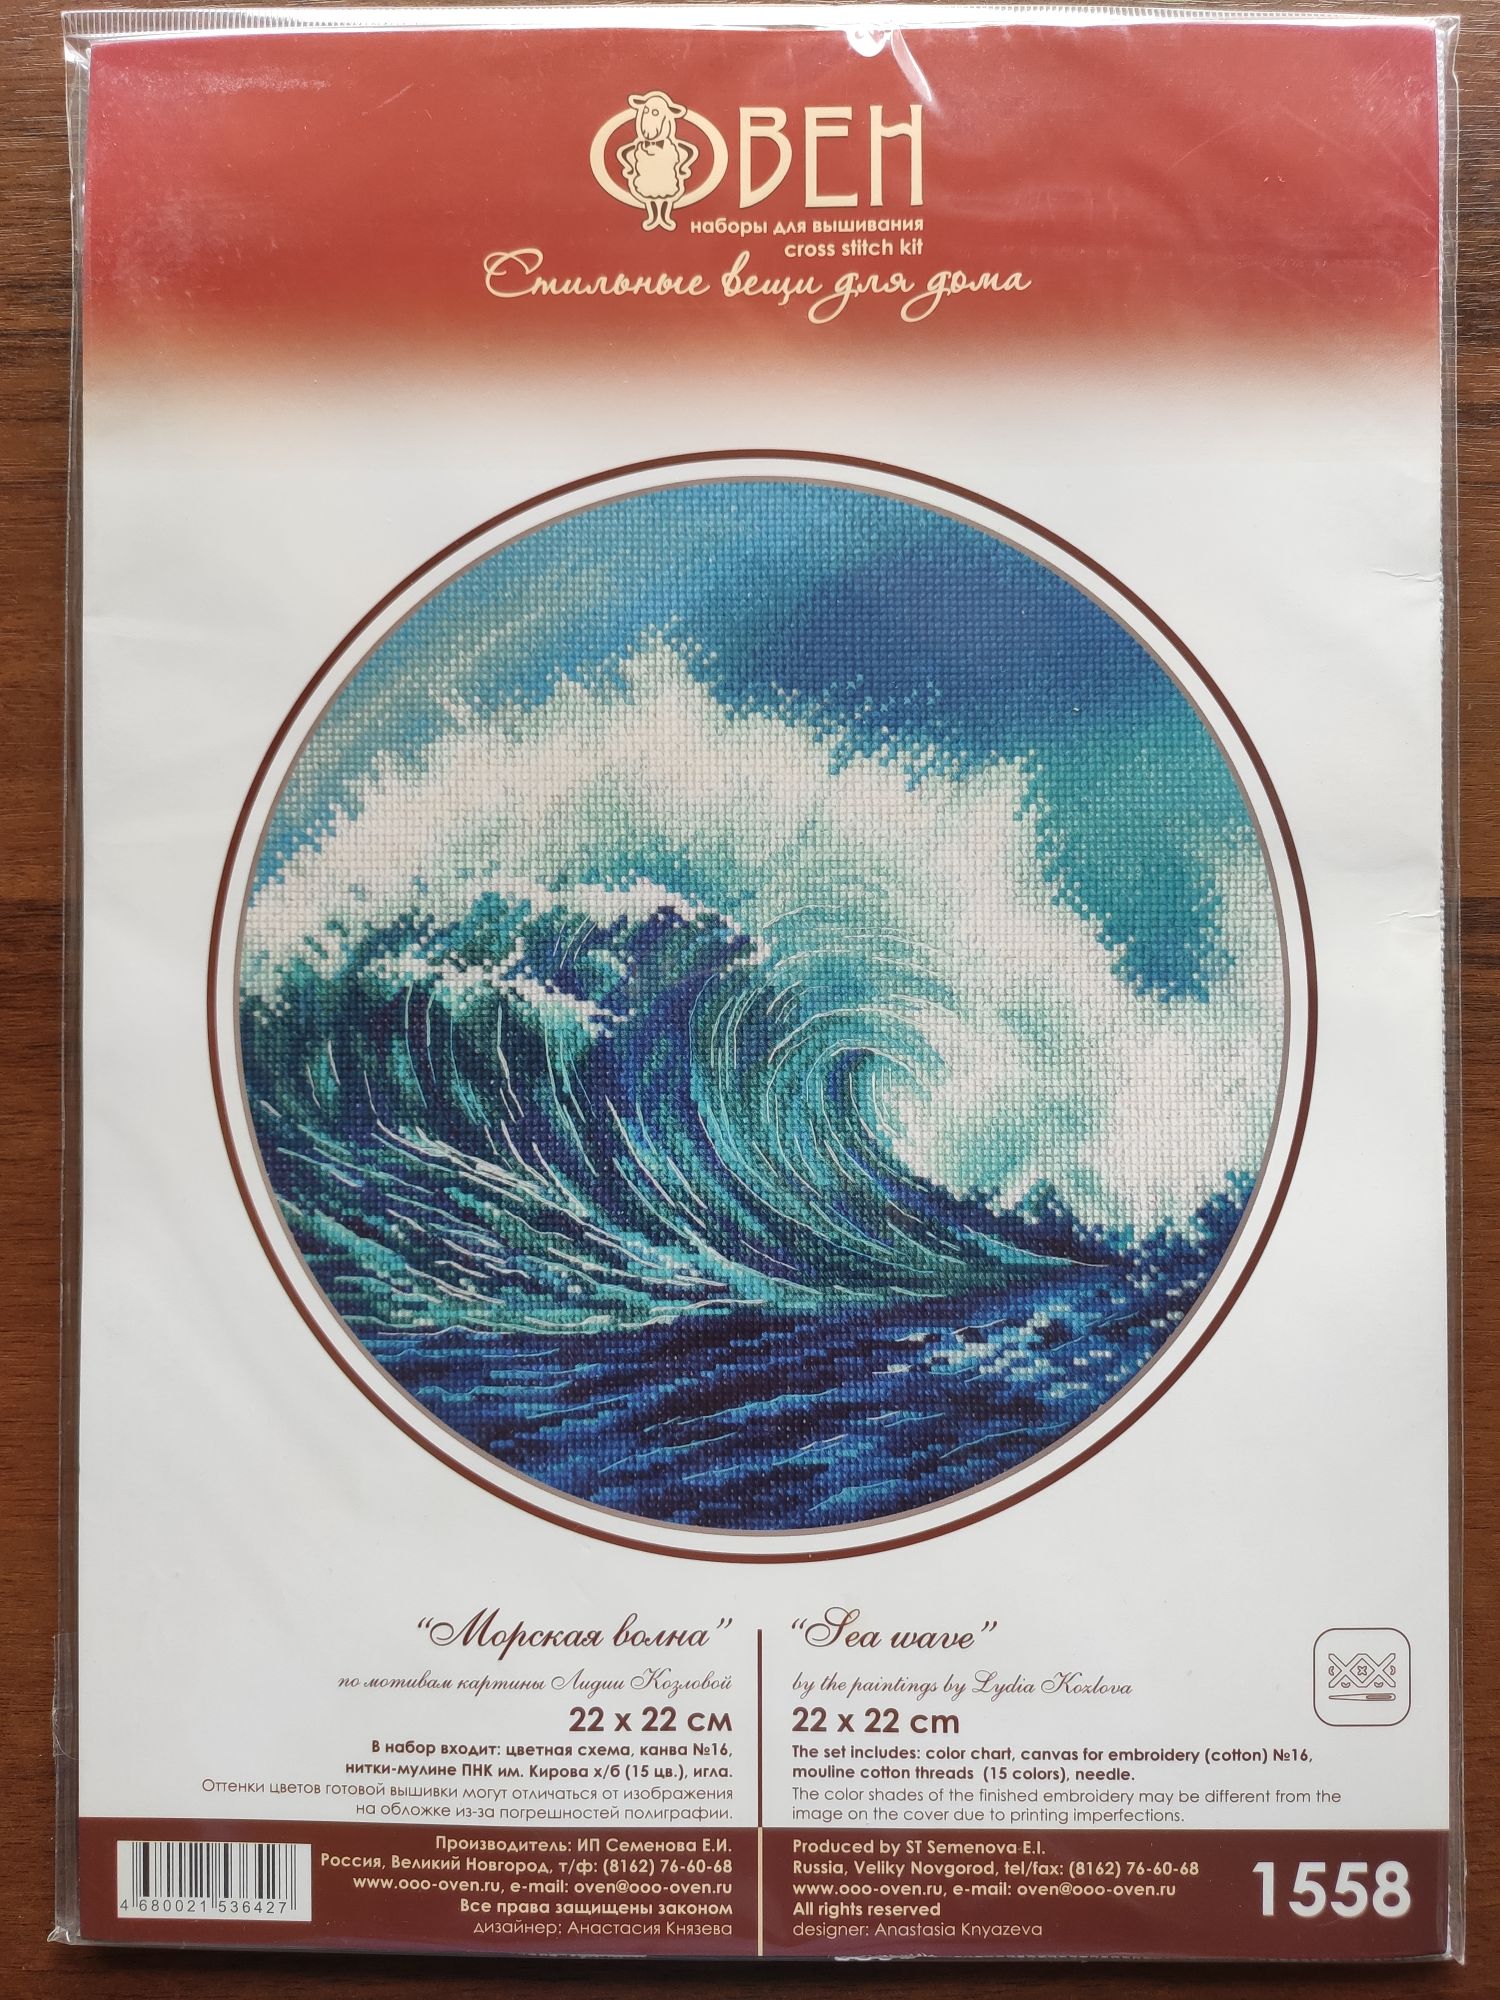 ОВЕН
наборы для вышивания
cross stitch kit
Стильные вещи для дома
“Морская волна”
по мотивам картины Лидии Козловой
22 х 22 см
В набор входит: цветная схема, канва №16,
нитки-мулине ПНК им. Кирова х/б (15 цв.), игла.
Оттенки цветов готовой вышивки могут отличаться от изображения
на обложке из-за погрешностей полиграфии.
“Sea wave”
by the paintings by Lydia Kozlova
22 x 22 cm
The set includes: color chart, canvas for embroidery (cotton) №16,
mouline cotton threads (15 colors), needle.
The color shades of the finished embroidery may be different from the
image on the cover due to printing imperfections.
4 680021 536427
Производитель: ИП Семенова Е.И.
Россия, Великий Новгород, т/ф: (8162) 76-60-68
www.ooo-oven.ru, e-mail: oven@ooo-oven.ru
Все права защищены законом
дизайнер: Анастасия Князева
Produced by ST Semenova E.I.
Russia, Veliky Novgorod, tel/fax: (8162) 76-60-68
www.ooo-oven.ru, e-mail: oven@ooo-oven.ru
All rights reserved
designer: Anastasia Knyazeva
1558